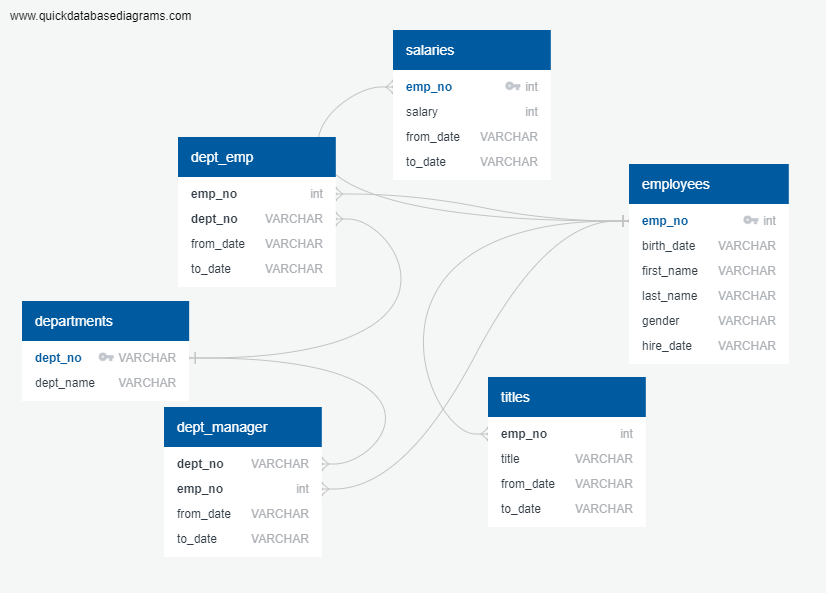 www.quickdatabasediagrams.com
salaries
emp_no int
salary int
from_date VARCHAR
to_date VARCHAR
dept_emp
emp_no int
dept_no VARCHAR
from_date VARCHAR
to_date VARCHAR
employees
emp_no int
birth_date VARCHAR
first_name VARCHAR
last_name VARCHAR
gender VARCHAR
hire_date VARCHAR
departments
dept_no VARCHAR
dept_name VARCHAR
dept_manager
dept_no VARCHAR
emp_no int
from_date VARCHAR
to_date VARCHAR
titles
emp_no int
title VARCHAR
from_date VARCHAR
to_date VARCHAR